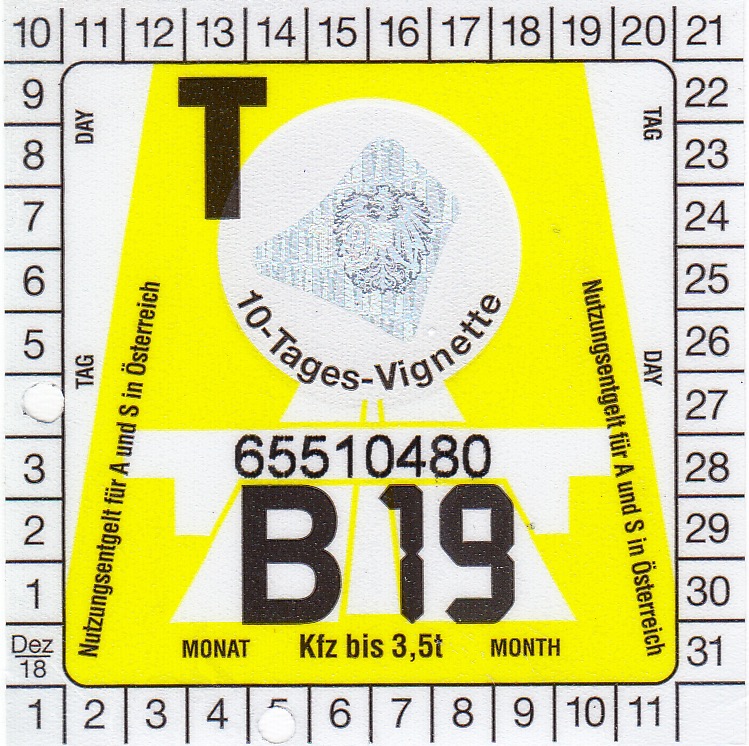 10 11 12 13 14 15 16 17 18 19 20 21
9
8
7
6
5
3
2
1
Dez
18
22
23
24
25
26
27
28
29
30
31
DAY
TAG
TAG
DAY
T
10-Tages-Vignette
Nutzungsentgelt für A und S in Österreich
Nutzungsentgelt für A und S in Österreich
65510480
B 19
MONAT Kfz bis 3,5t MONTH
1 2 3 4 6 7 8 9 10 11